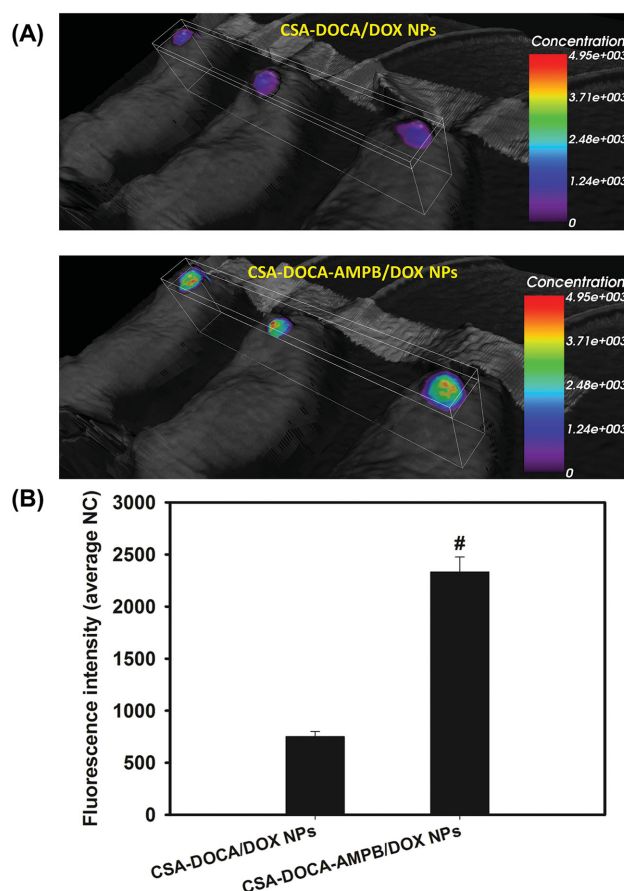 (A)
CSA-DOCA/DOX NPs
Concentration
4.95e+003
3.71e+003
2.48e+003
1.24e+003
0
CSA-DOCA-AMPB/DOX NPs
Concentration
4.95e+003
3.71e+003
2.48e+003
1.24e+003
0
(B)
Fluorescence intensity (average NC)
3000
2500
2000
1500
1000
500
0
#
CSA-DOCA/DOX NPs
CSA-DOCA-AMPB/DOX NPs